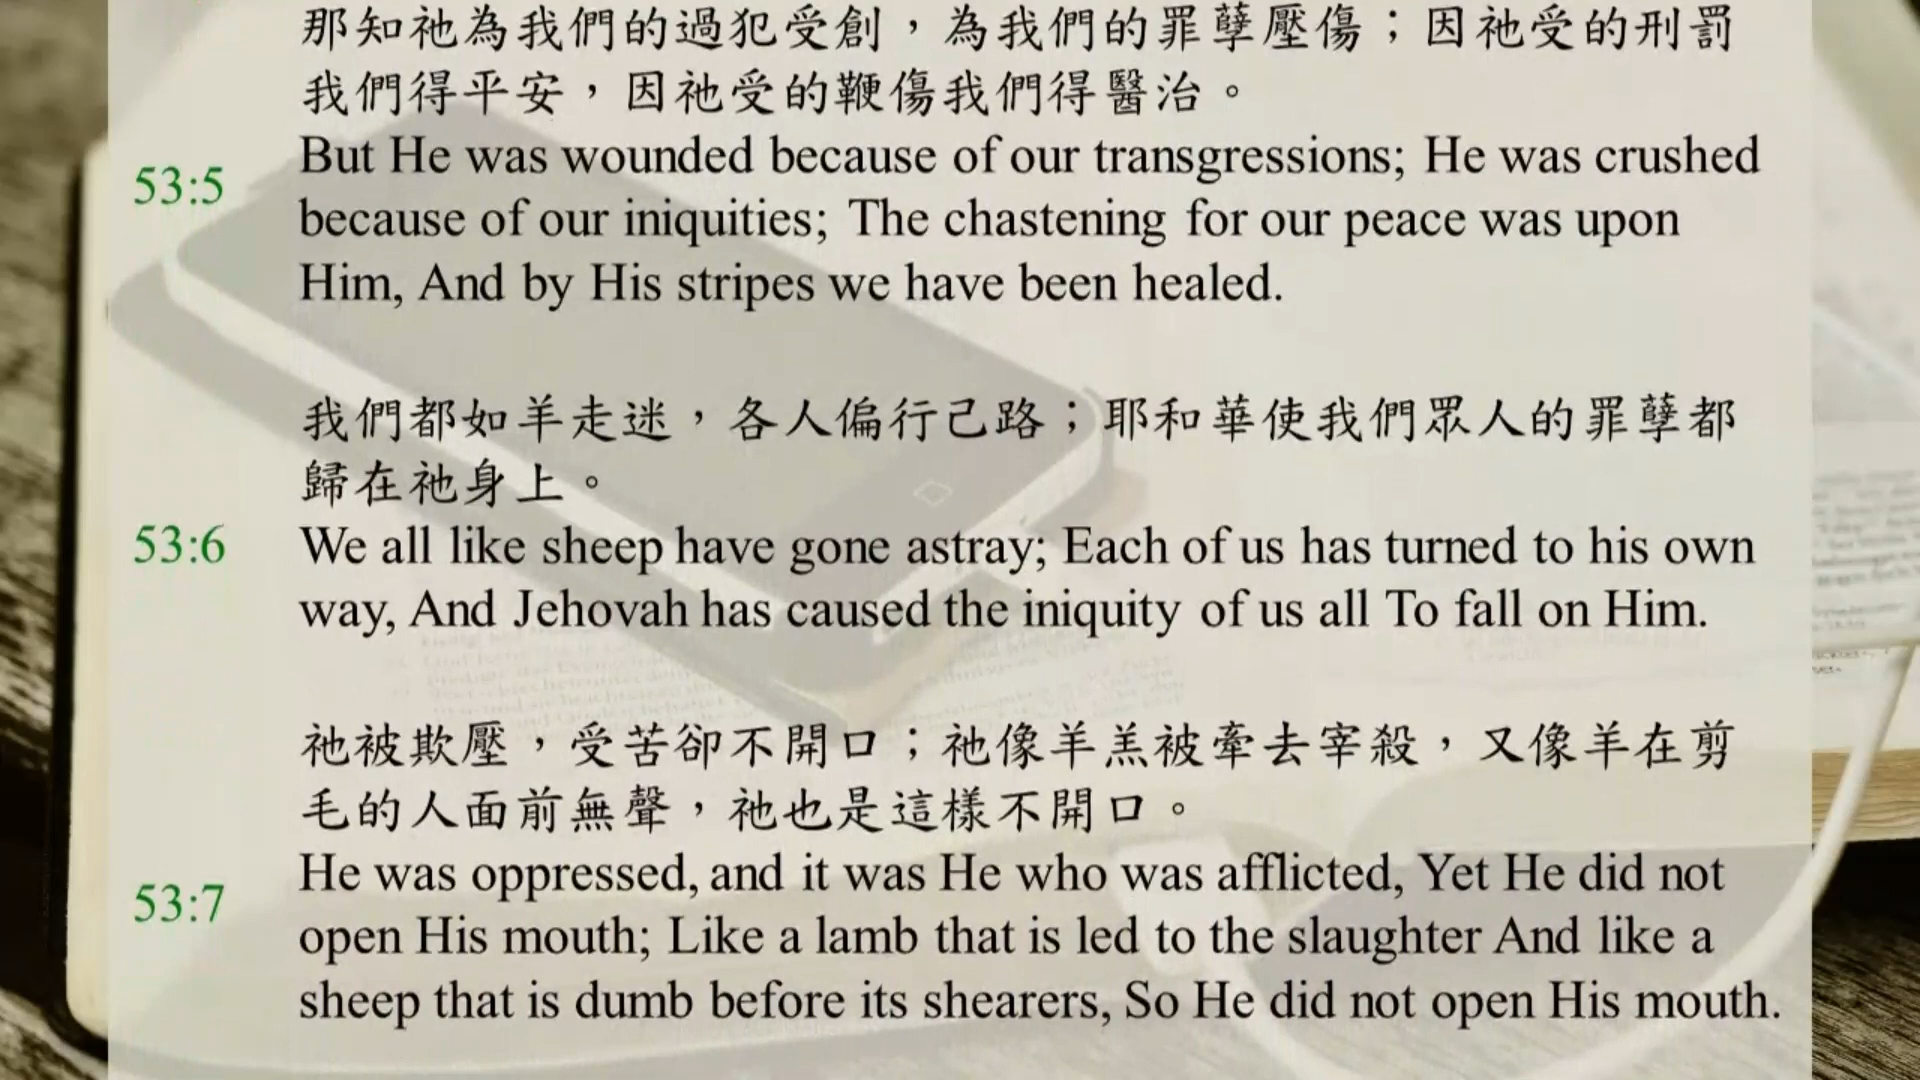 那知祂為我們的過犯受創，為我們的罪孽壓傷；因祂受的刑罰
我們得平安，因祂受的鞭傷我們得醫治。
53:5
But He was wounded because of our transgressions; He was crushed
because of our iniquities; The chastening for our peace was upon
Him, And by His stripes we have been healed.
我們都如羊走迷，各人偏行己路；耶和華使我們眾人的罪孽都
歸在祂身上。
53:6
We all like sheep have gone astray; Each of us has turned to his own
way, And Jehovah has caused the iniquity of us all To fall on Him.
祂被欺壓，受苦卻不開口；祂像羊羔被牽去宰殺，又像羊在剪
毛的人面前無聲，祂也是這樣不開口。
53:7
He was oppressed, and it was He who was afflicted, Yet He did not
open His mouth; Like a lamb that is led to the slaughter And like a
sheep that is dumb before its shearers, So He did not open His mouth.